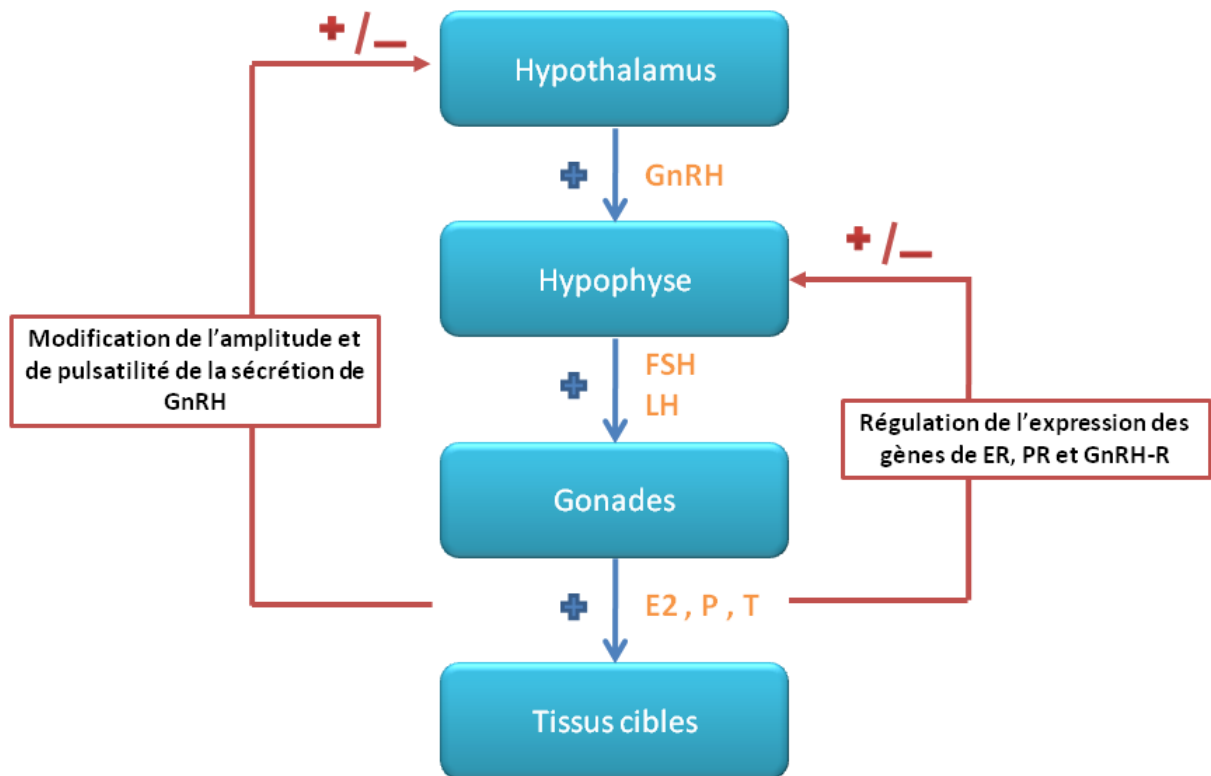 + / −
Hypothalamus
+ GnRH
+ / −
Hypophyse
Modification de l’amplitude et
de pulsatilité de la sécrétion de
GnRH
+ FSH
LH
Régulation de l’expression des
gènes de ER, PR et GnRH-R
Gonades
+ E2 , P , T
Tissus cibles